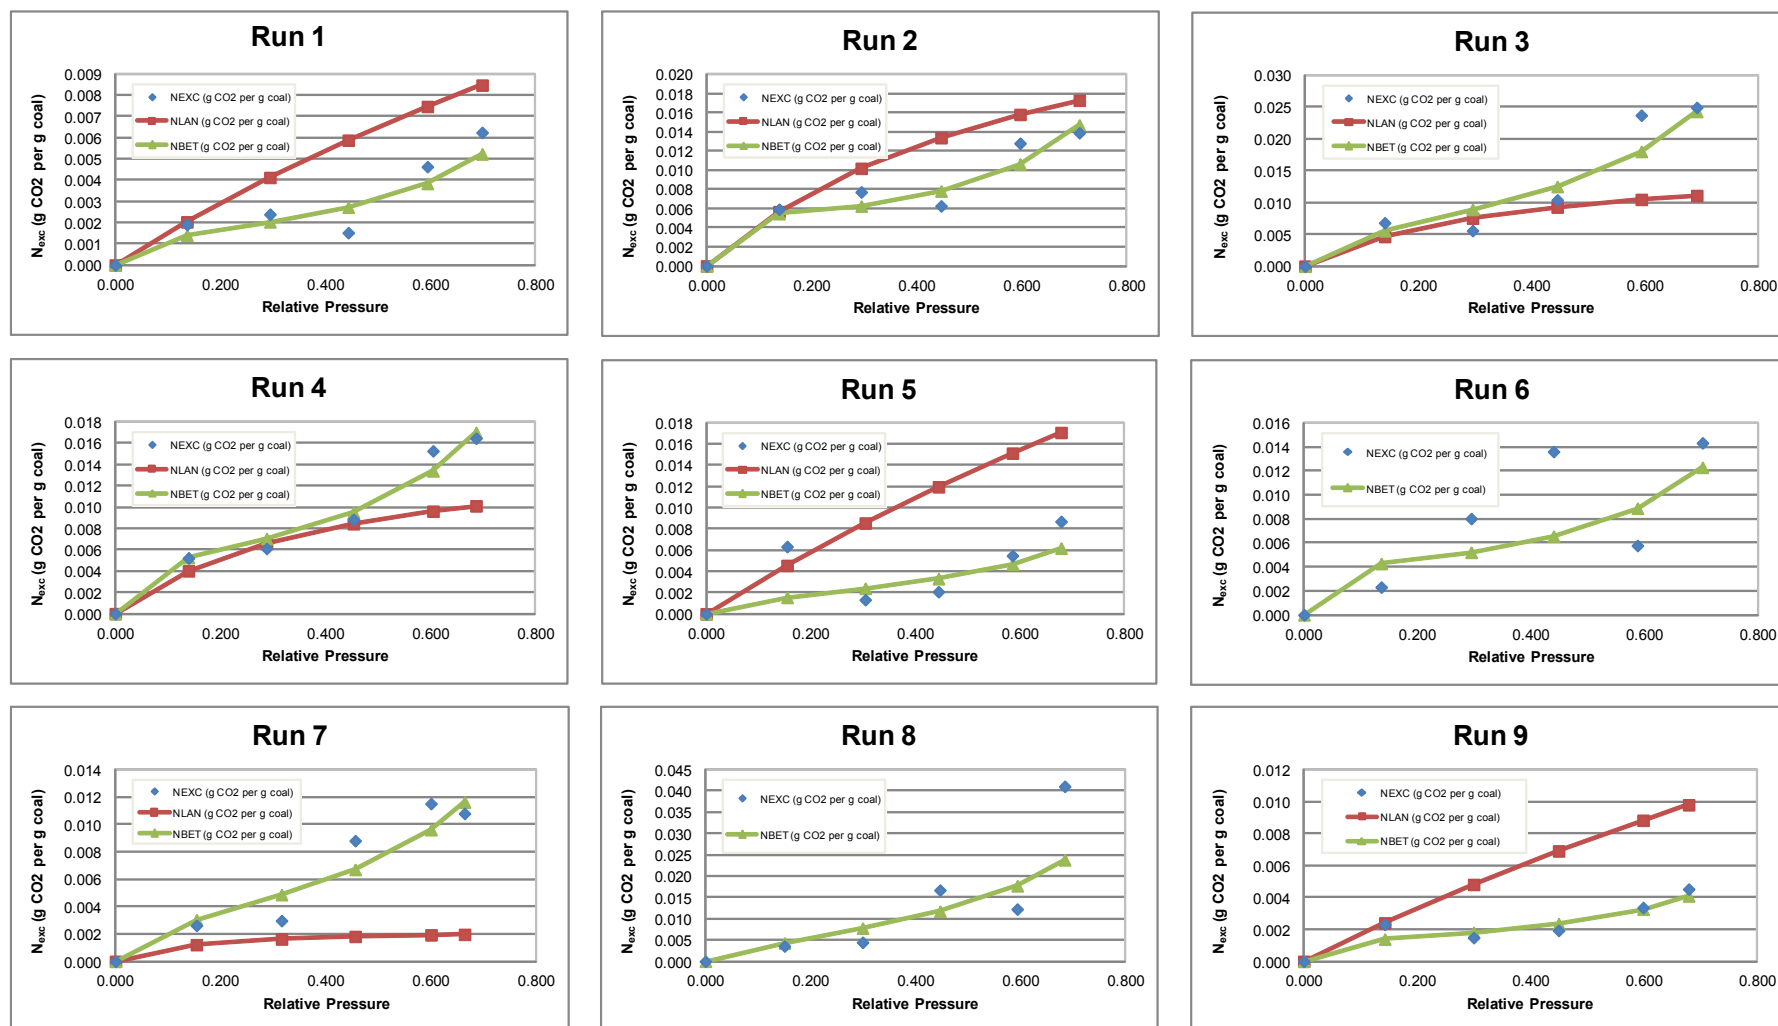 Run 1
0.009
0.008
0.007
0.006
0.005
0.004
0.003
0.002
0.001
0.000
Nexc (g CO2 per g coal)
NEXC (g CO2 per g coal)
NLAN (g CO2 per g coal)
NBET (g CO2 per g coal)
0.000 0.200 0.400 0.600 0.800
Relative Pressure
Run 2
0.020
0.018
0.016
0.014
0.012
0.010
0.008
0.006
0.004
0.002
0.000
Nexc (g CO2 per g coal)
NEXC (g CO2 per g coal)
NLAN (g CO2 per g coal)
NBET (g CO2 per g coal)
0.000 0.200 0.400 0.600 0.800
Relative Pressure
Run 3
0.030
0.025
0.020
0.015
0.010
0.005
0.000
Nexc (g CO2 per g coal)
NEXC (g CO2 per g coal)
NLAN (g CO2 per g coal)
NBET (g CO2 per g coal)
0.000 0.200 0.400 0.600 0.800
Relative Pressure
Run 4
0.018
0.016
0.014
0.012
0.010
0.008
0.006
0.004
0.002
0.000
Nexc (g CO2 per g coal)
NEXC (g CO2 per g coal)
NLAN (g CO2 per g coal)
NBET (g CO2 per g coal)
0.000 0.200 0.400 0.600 0.800
Relative Pressure
Run 5
0.018
0.016
0.014
0.012
0.010
0.008
0.006
0.004
0.002
0.000
Nexc (g CO2 per g coal)
NEXC (g CO2 per g coal)
NLAN (g CO2 per g coal)
NBET (g CO2 per g coal)
0.000 0.200 0.400 0.600 0.800
Relative Pressure
Run 6
0.016
0.014
0.012
0.010
0.008
0.006
0.004
0.002
0.000
Nexc (g CO2 per g coal)
NEXC (g CO2 per g coal)
NBET (g CO2 per g coal)
0.000 0.200 0.400 0.600 0.800
Relative Pressure
Run 7
0.014
0.012
0.010
0.008
0.006
0.004
0.002
0.000
Nexc (g CO2 per g coal)
NEXC (g CO2 per g coal)
NLAN (g CO2 per g coal)
NBET (g CO2 per g coal)
0.000 0.200 0.400 0.600 0.800
Relative Pressure
Run 8
0.045
0.040
0.035
0.030
0.025
0.020
0.015
0.010
0.005
0.000
Nexc (g CO2 per g coal)
NEXC (g CO2 per g coal)
NBET (g CO2 per g coal)
0.000 0.200 0.400 0.600 0.800
Relative Pressure
Run 9
0.012
0.010
0.008
0.006
0.004
0.002
0.000
Nexc (g CO2 per g coal)
NEXC (g CO2 per g coal)
NLAN (g CO2 per g coal)
NBET (g CO2 per g coal)
0.000 0.200 0.400 0.600 0.800
Relative Pressure